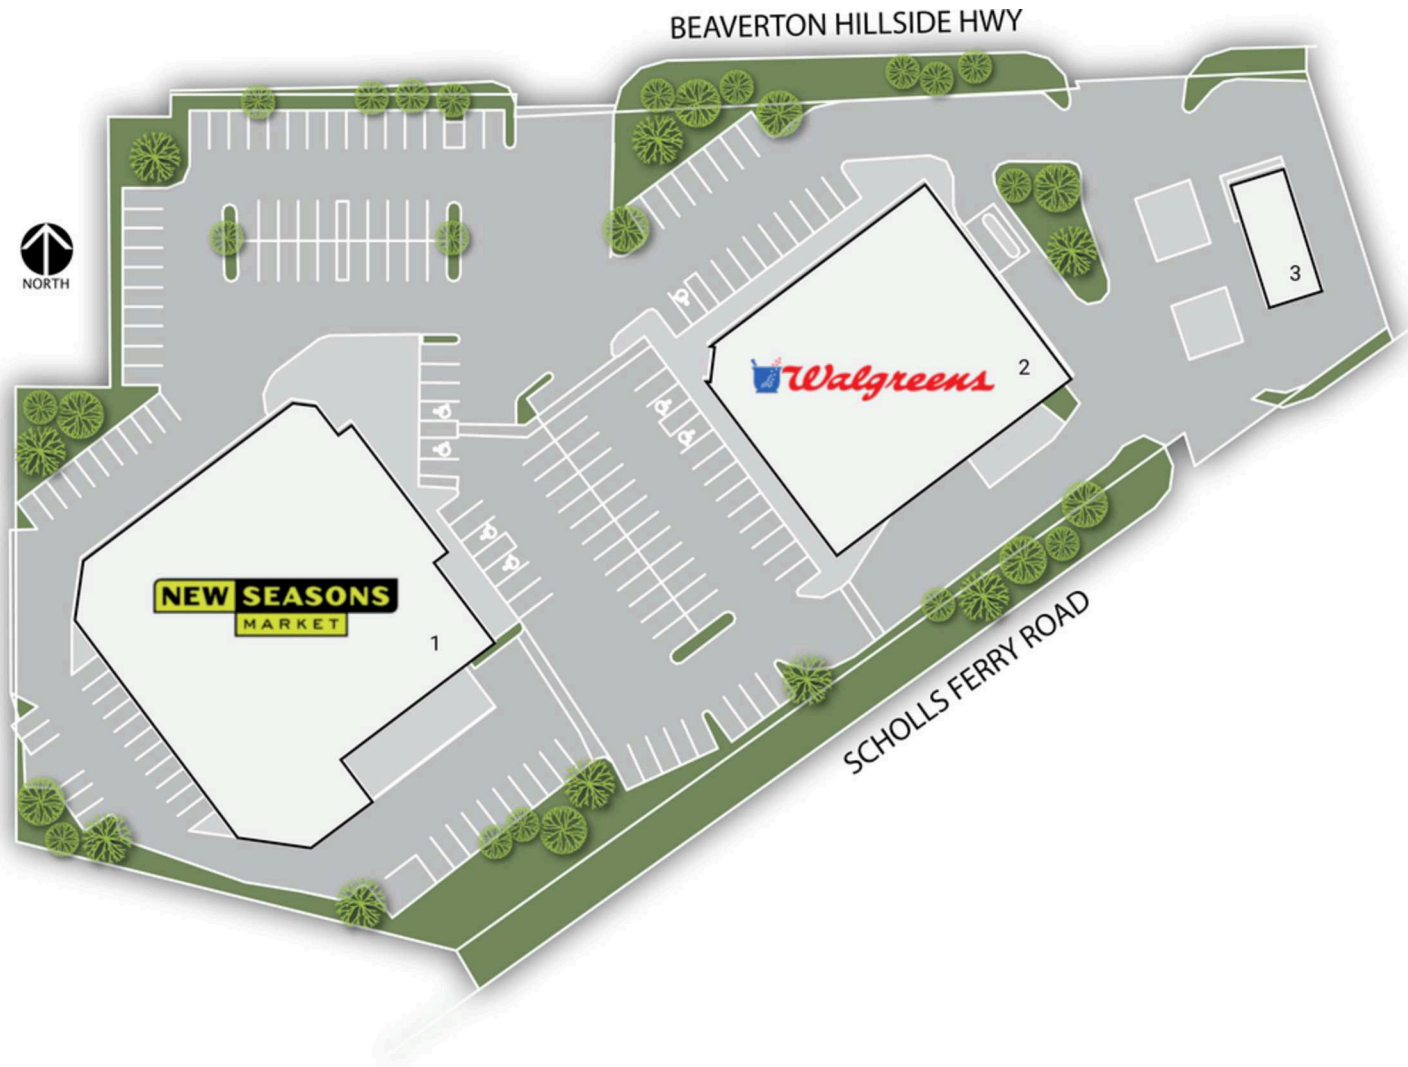 BEAVERTON HILLSIDE HWY
NORTH
3
Walgreens
2
NEW SEASONS
MARKET
1
SCHOLLS FERRY ROAD